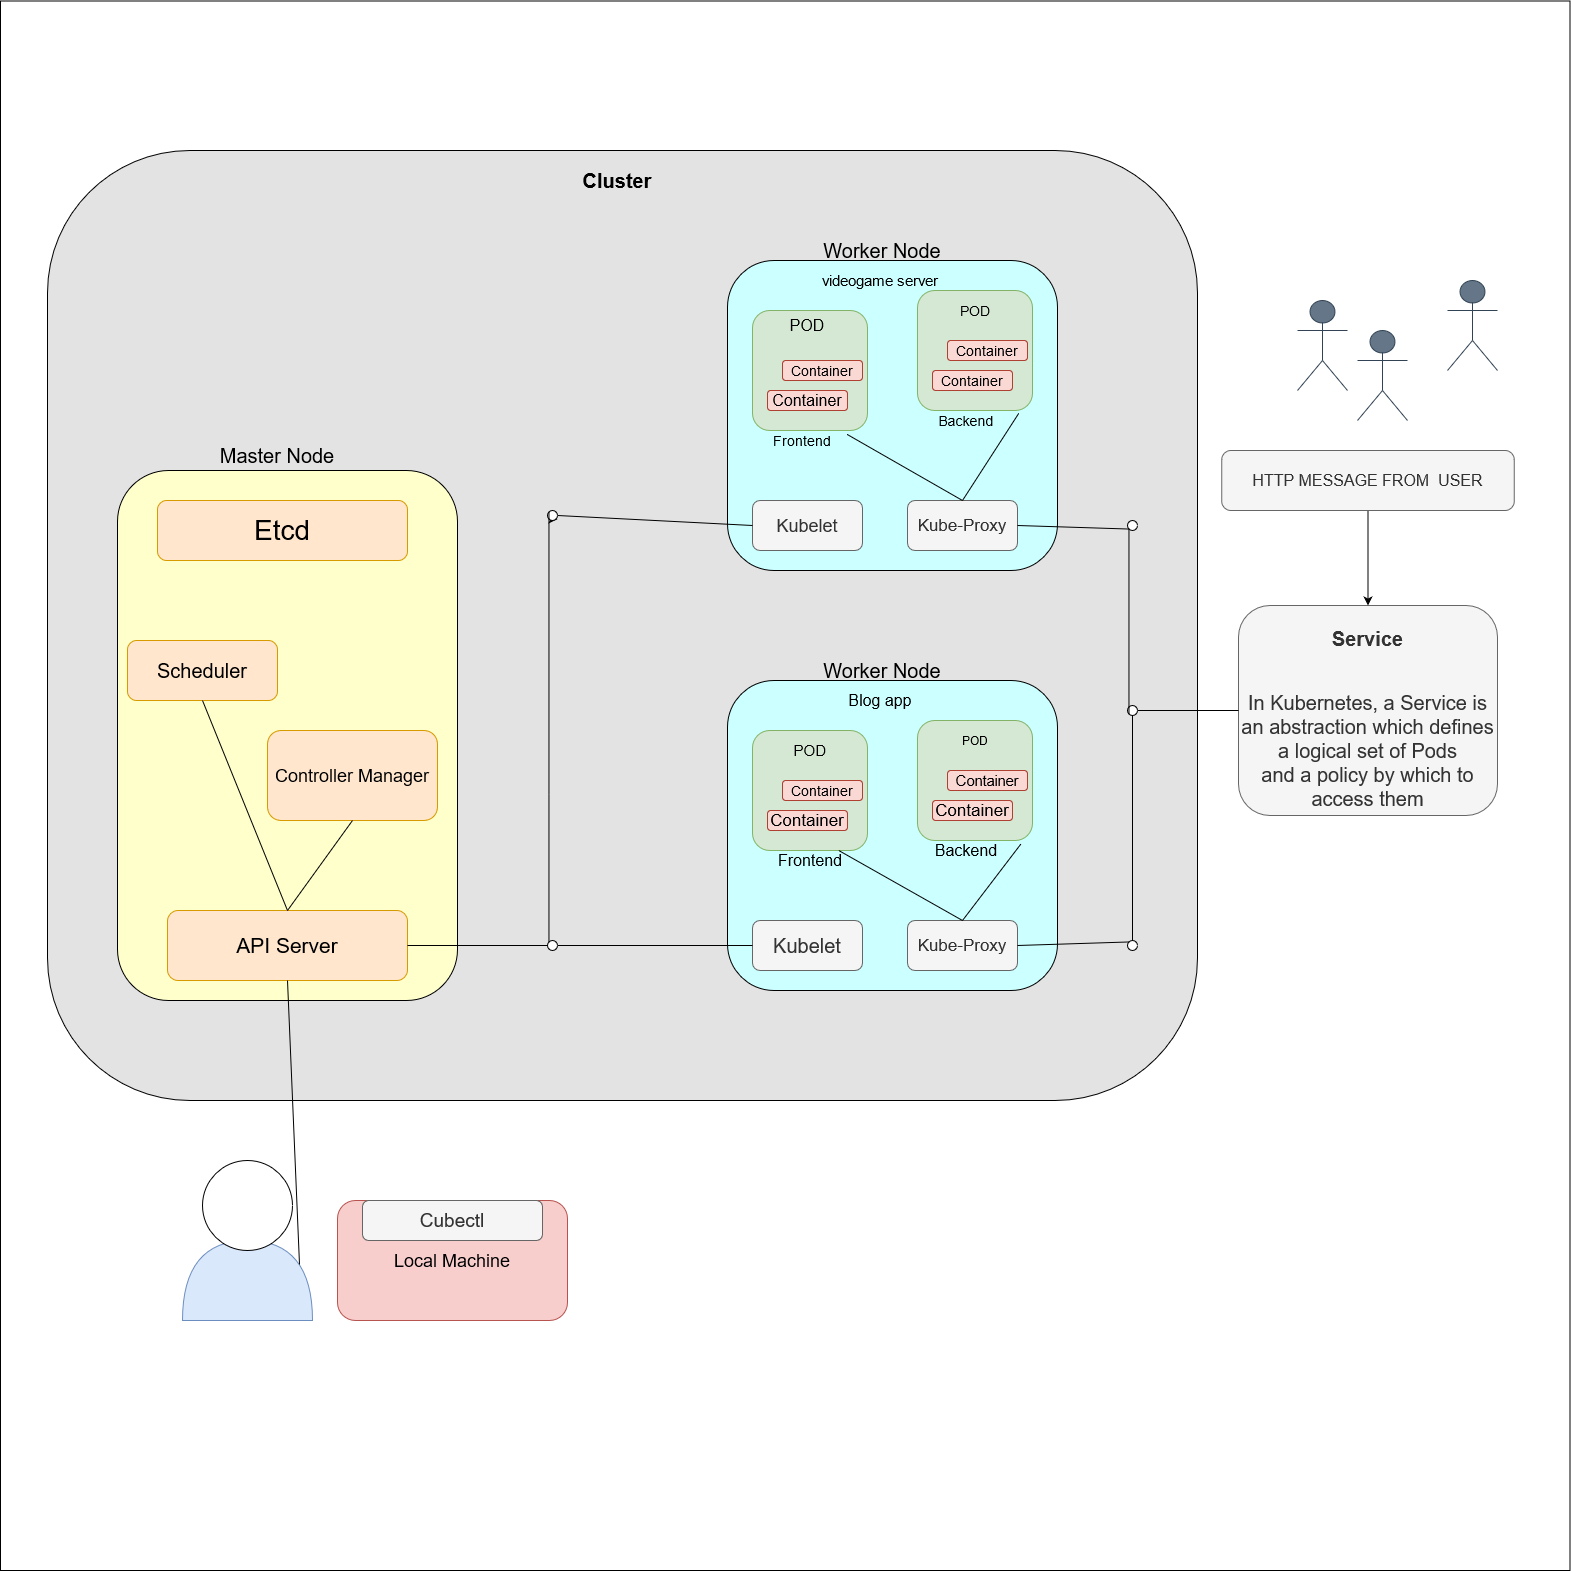 Cluster
Worker Node
videogame server
POD
Container
Container
Frontend
POD
Container
Container
Backend
Kubelet
Kube-Proxy
Master Node
Etcd
Scheduler
Controller Manager
API Server
Worker Node
Blog app
POD
Container
Container
Frontend
POD
Container
Container
Backend
Kubelet
Kube-Proxy
HTTP MESSAGE FROM  USER
Service
In Kubernetes, a Service is
an abstraction which defines
a logical set of Pods
and a policy by which to
access them
Cubectl
Local Machine